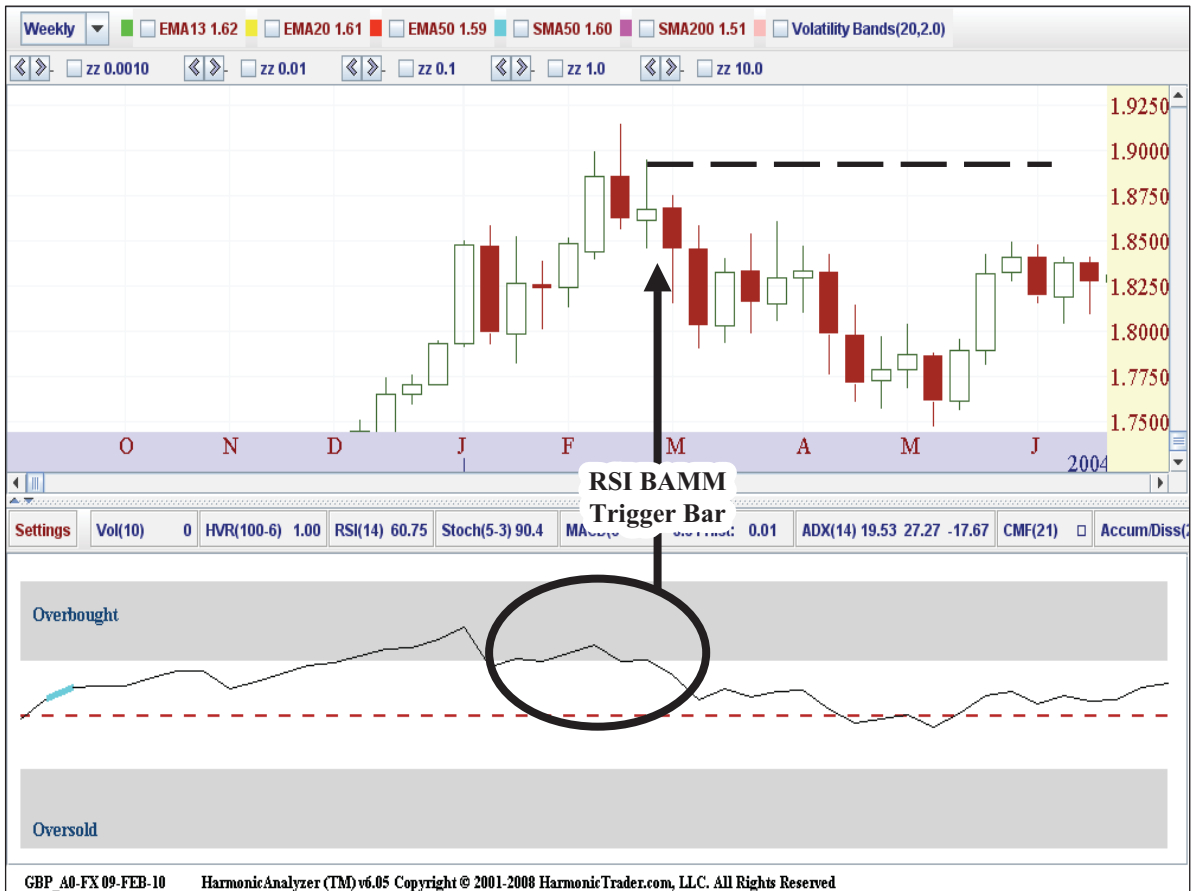 Weekly EMA13 1.62 EMA20 1.61 EMA50 1.59 SMA50 1.60 SMA200 1.51 Volatility Bands(20,2.0)
zz 0.0010 zz 0.01 zz 0.1 zz 1.0 zz 10.0
1.9250
1.9000
1.8750
1.8500
1.8250
1.8000
1.7750
1.7500
O N D J F M A M J
2004
RSI BAMM
Trigger Bar
Settings Vol(10) 0 HVR(100-6) 1.00 RSI(14) 60.75 Stoch(5-3) 90.4 0.01 ADX(14) 19.53 27.27 -17.67 CMF(21) Accum/Diss(
Overbought
Oversold
GBP_A0-FX 09-FEB-10 HarmonicAnalyzer (TM) v6.05 Copyright © 2001-2008 HarmonicTrader.com, LLC. All Rights Reserved